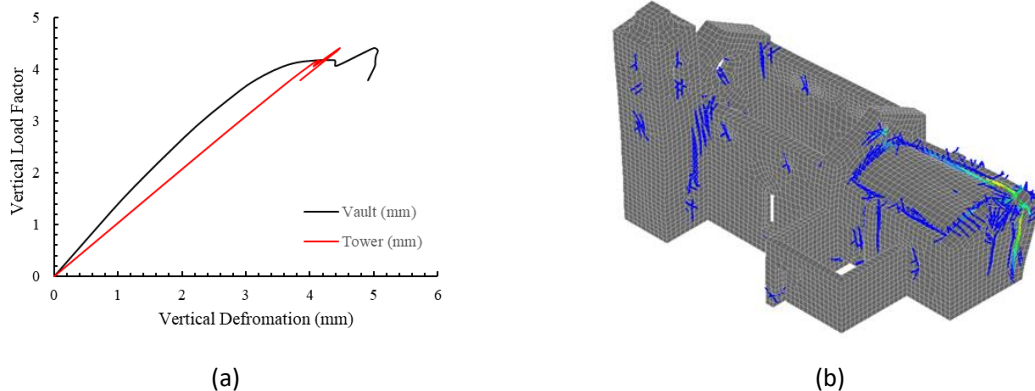 (b)
5
4
3
2
1
0
Vertical Load Factor
Vault (mm)
Tower (mm)
0 1 2 3 4 5 6
Vertical Defromation (mm)
(a) (b)